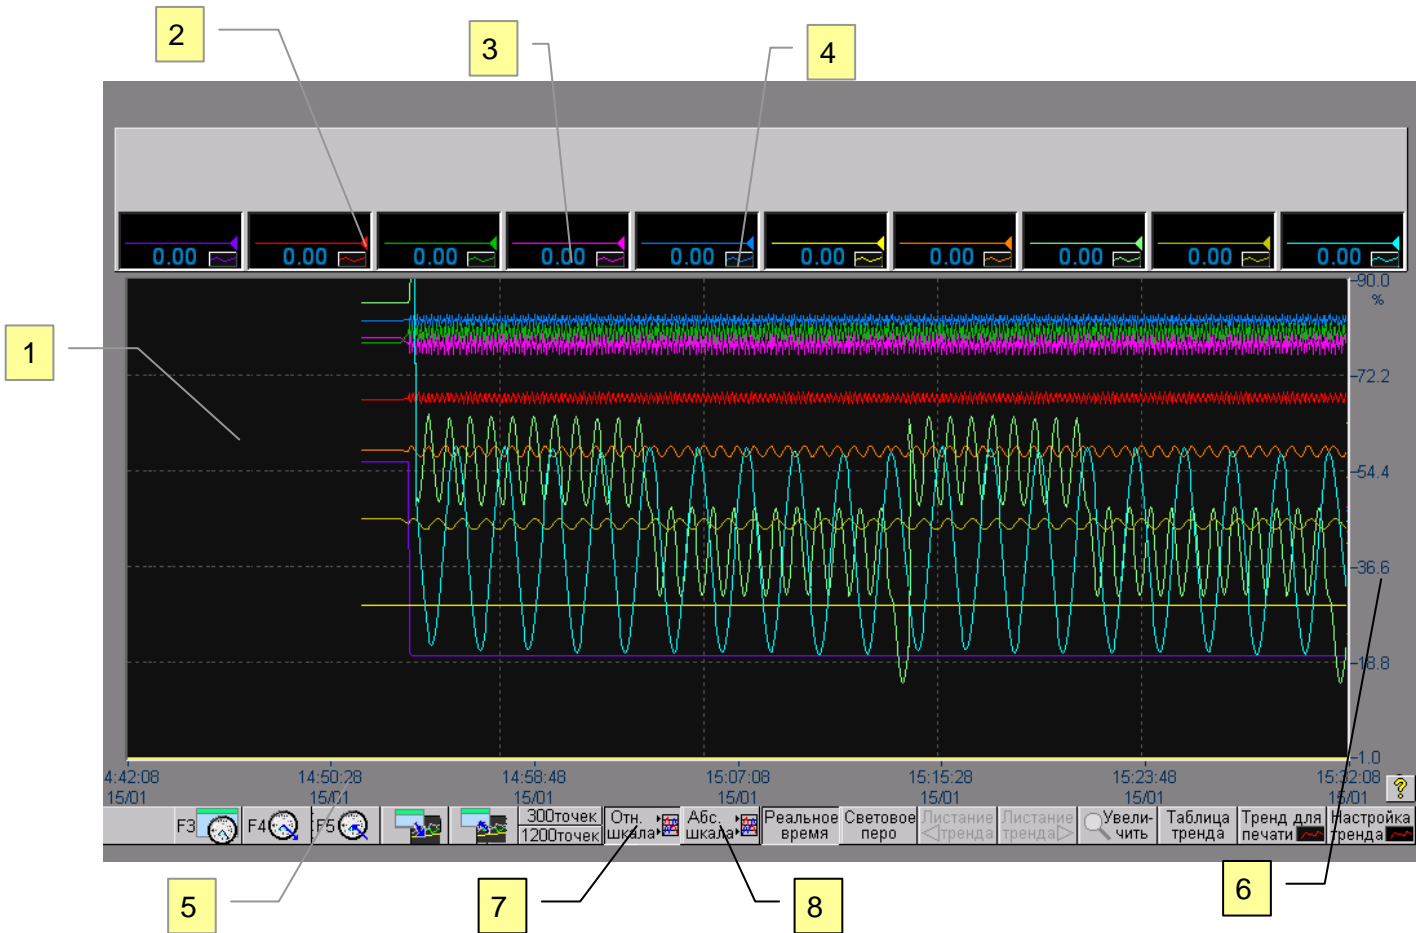 2
3
4
0.00 0.00 0.00 0.00 0.00 0.00 0.00 0.00 0.00 0.00
90.0
%
1
72.2
54.4
36.6
18.8
-1.0
4:42:08 14:50:28 14:58:48 15:07:08 15:15:28 15:23:48 15:32:08
15/01 15/01 15/01 15/01 15/01 15/01 15/01
?
F3 F4 F5
300точек
1200точек
Отн.
шкала
Абс.
шкала
Реальное
время
Световое
перо
Листание
тренда
Листание
тренда
Увели-
чить
Таблица
тренда
Тренд для
печати
Настройка
тренда
5
7
8
6